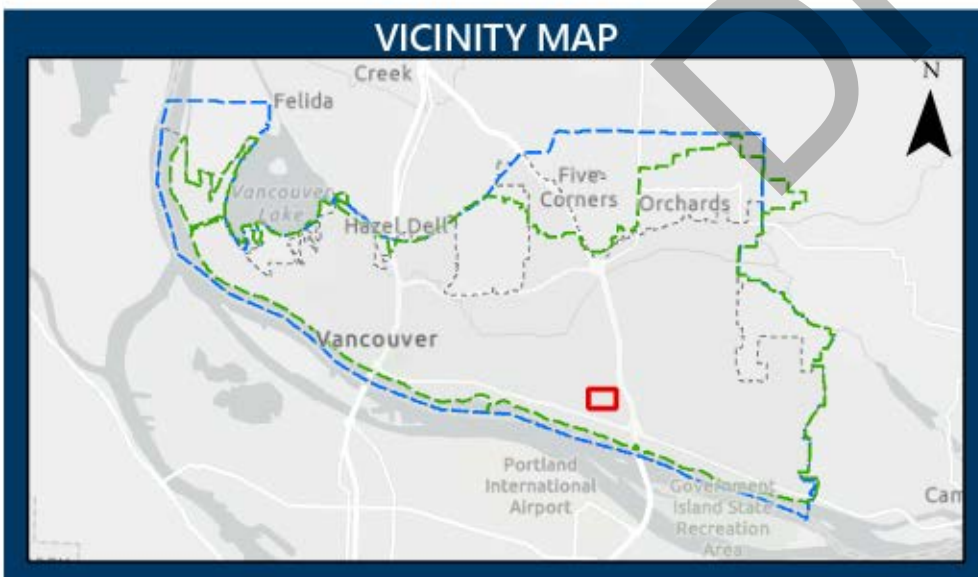 VICINITY MAP
Creek
N
Felida
Vancouver
Lake
Five
Corners
Orchards
Hazel Dell
Vancouver
Portland
International
Airport
Government
Island State
Recreation
Area
Cam